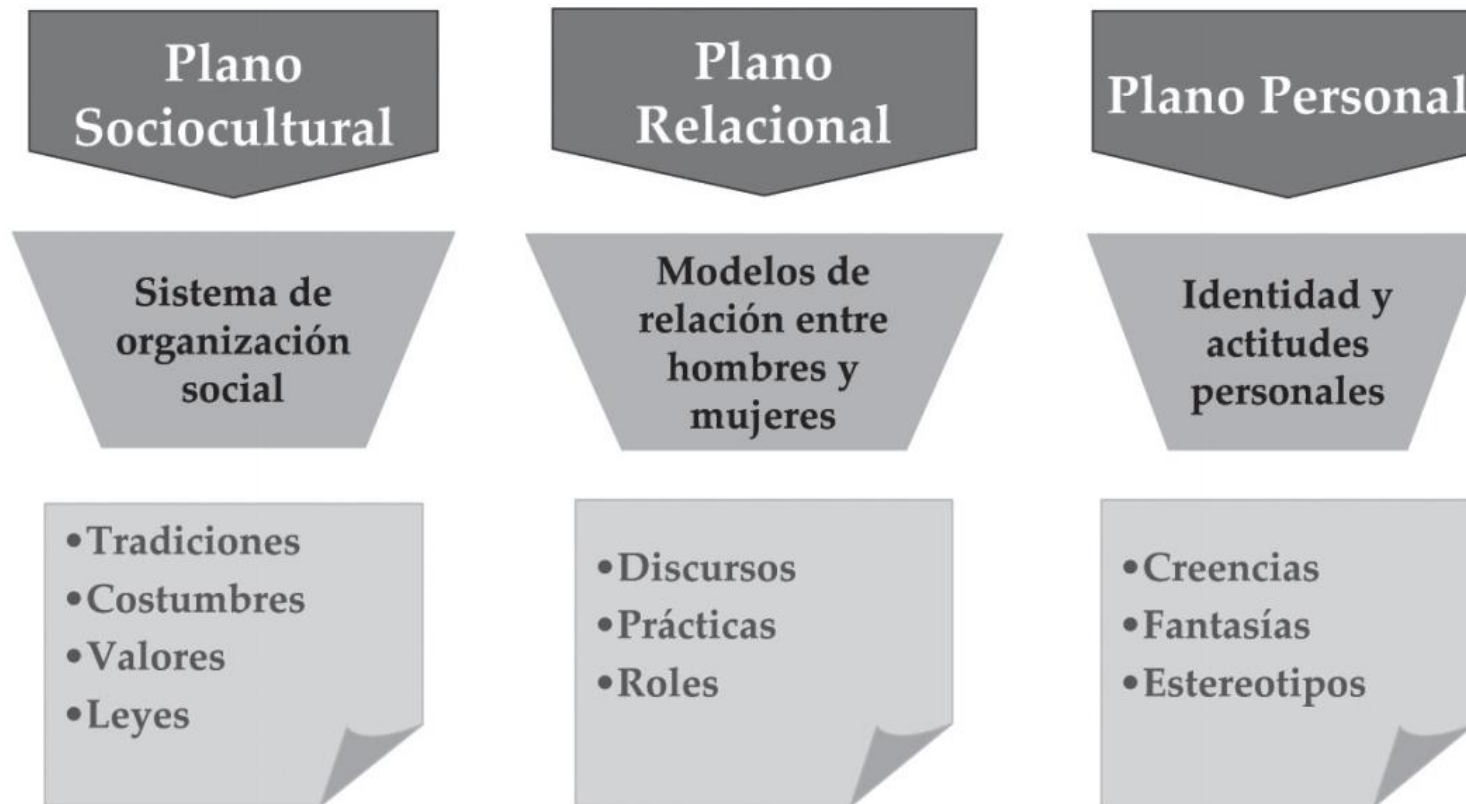 Plano
Sociocultural
Sistema de
organización
social
•Tradiciones
•Costumbres
•Valores
•Leyes
Plano
Relacional
Modelos de
relación entre
hombres y
mujeres
•Discursos
•Prácticas
•Roles
Plano Personal
Identidad y
actitudes
personales
•Creencias
•Fantasías
•Estereotipos